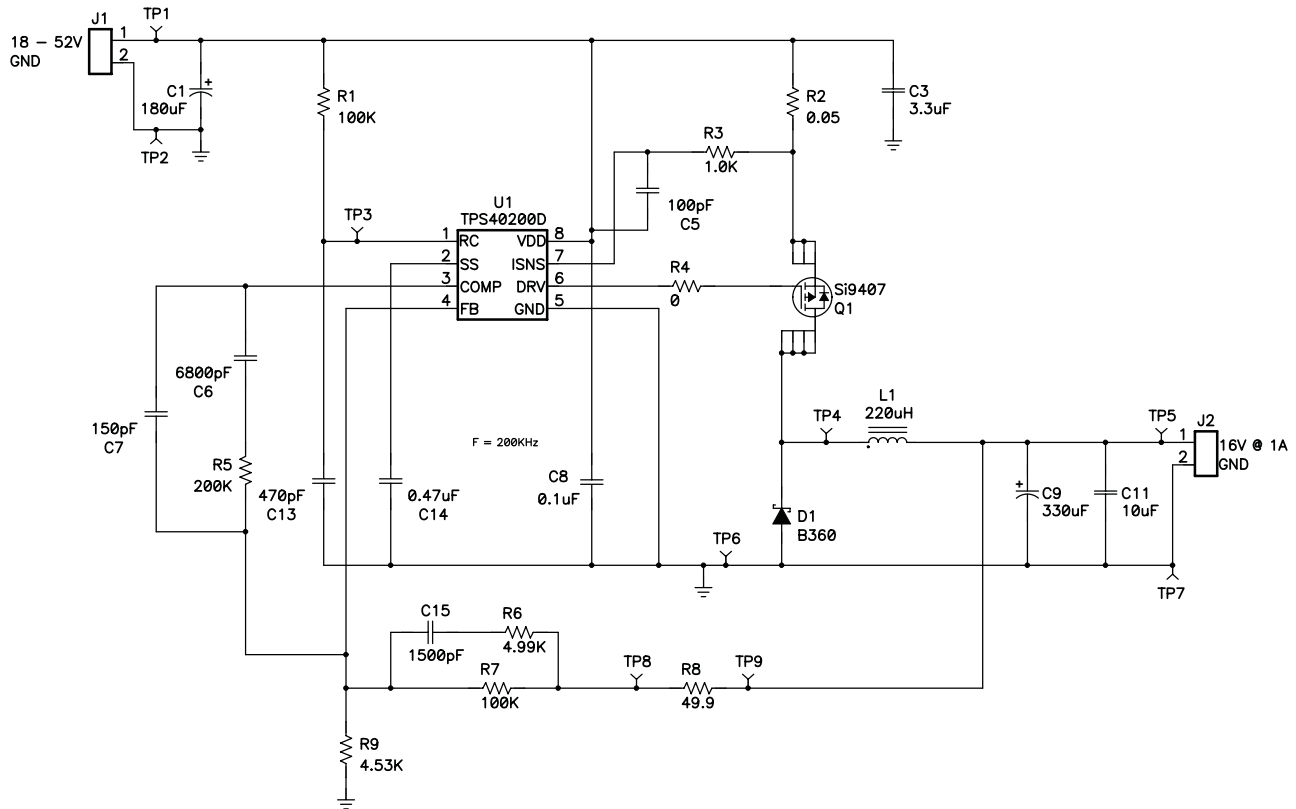 J1
TP1
18 – 52V
GND
1
2
C1
180uF
TP2
R1
100K
R2
0.05
C3
3.3uF
R3
1.0K
100pF
C5
TP3
U1
TPS40200D
1 RC VDD 8
2 SS ISNS 7
3 COMP DRV 6
4 FB GND 5
R4
0
Si9407
Q1
6800pF
C6
150pF
C7
R5
200K
470pF
C13
0.47uF
C14
F = 200KHz
C8
0.1uF
TP4
L1
220uH
TP5
J2
1
2
16V @ 1A
GND
D1
B360
C9
330uF
C11
10uF
TP6
TP7
C15
1500pF
R6
4.99K
R7
100K
TP8
R8
49.9
TP9
R9
4.53K
+
+